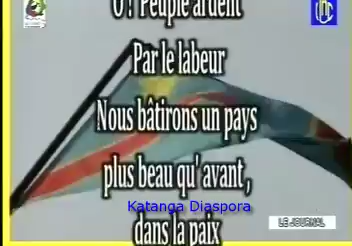 O ! Peuple ardent
Par le labeur
Nous bâtirons un pays
plus beau qu'avant ,
Katanga Diaspora
dans la paix
LE JOURNAL